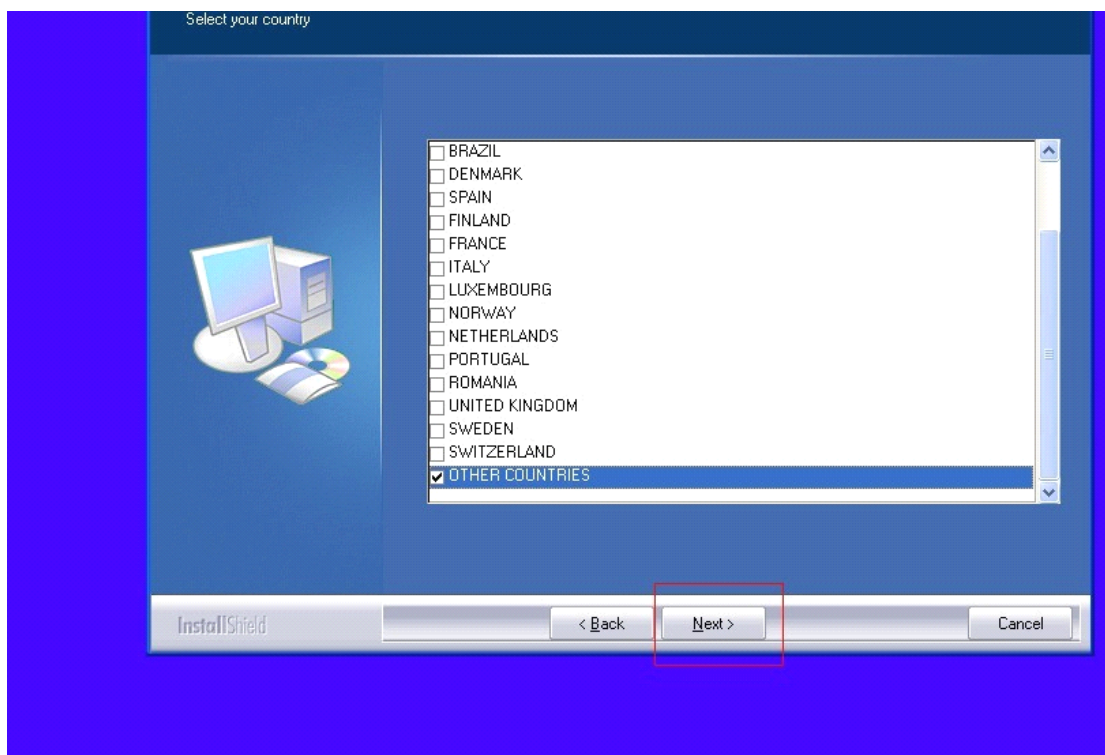 Select your country
BRAZIL
DENMARK
SPAIN
FINLAND
FRANCE
ITALY
LUXEMBOURG
NORWAY
NETHERLANDS
PORTUGAL
ROMANIA
UNITED KINGDOM
SWEDEN
SWITZERLAND
OTHER COUNTRIES
InstallShield
< Back
Next >
Cancel